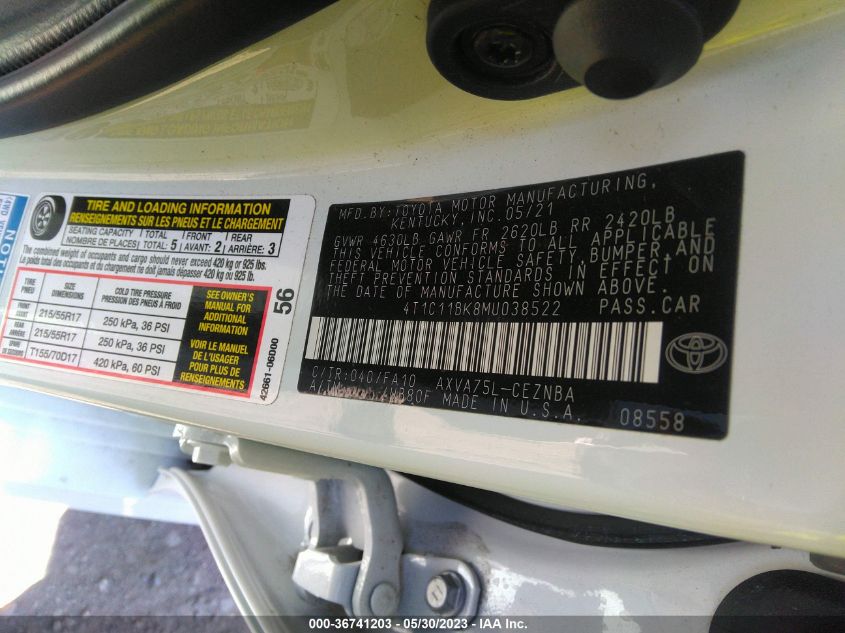 TIRE AND LOADING INFORMATION
RENSEIGNEMENTS SUR LES PNEUS ET LE CHARGEMENT
SEATING CAPACITY
NOMBRE DE PLACES
TOTAL
TOTAL: 5
FRONT
AVANT: 2
REAR
ARRIÈRE: 3
The combined weight of occupants and cargo should never exceed 420 kg or 925 lbs.
Le poids total des occupants et du chargement ne doit jamais dépasser 420 kg ou 925 lb.
TIRE
PNEU
SIZE
DIMENSIONS
COLD TIRE PRESSURE
PRESSION DES PNEUS À FROID
FRONT
AVANT
215/55R17
250 kPa, 36 PSI
REAR
ARRIÈRE
215/55R17
250 kPa, 36 PSI
SPARE
DE SECOURS
T155/70D17
420 kPa, 60 PSI
SEE OWNER'S
MANUAL FOR
ADDITIONAL
INFORMATION
VOIR LE MANUEL
DE L'USAGER
POUR PLUS DE
RENSEIGNEMENTS
56
42661-06D00
MFD.BY:TOYOTA MOTOR MANUFACTURING,
KENTUCKY,INC.05/21
GVWR 4630LB GAWR FR 2620LB RR 2420LB
THIS VEHICLE CONFORMS TO ALL APPLICABLE
FEDERAL MOTOR VEHICLE SAFETY,BUMPER,AND
THEFT PREVENTION STANDARDS IN EFFECT ON
THE DATE OF MANUFACTURE SHOWN ABOVE.
4T1C11BK8MU038522 PASS.CAR
C/TR:040/FA10 AXVA75L-CEZNBA
MADE IN U.S.A.
08558
000-36741203 - 05/30/2023 - IAA Inc.